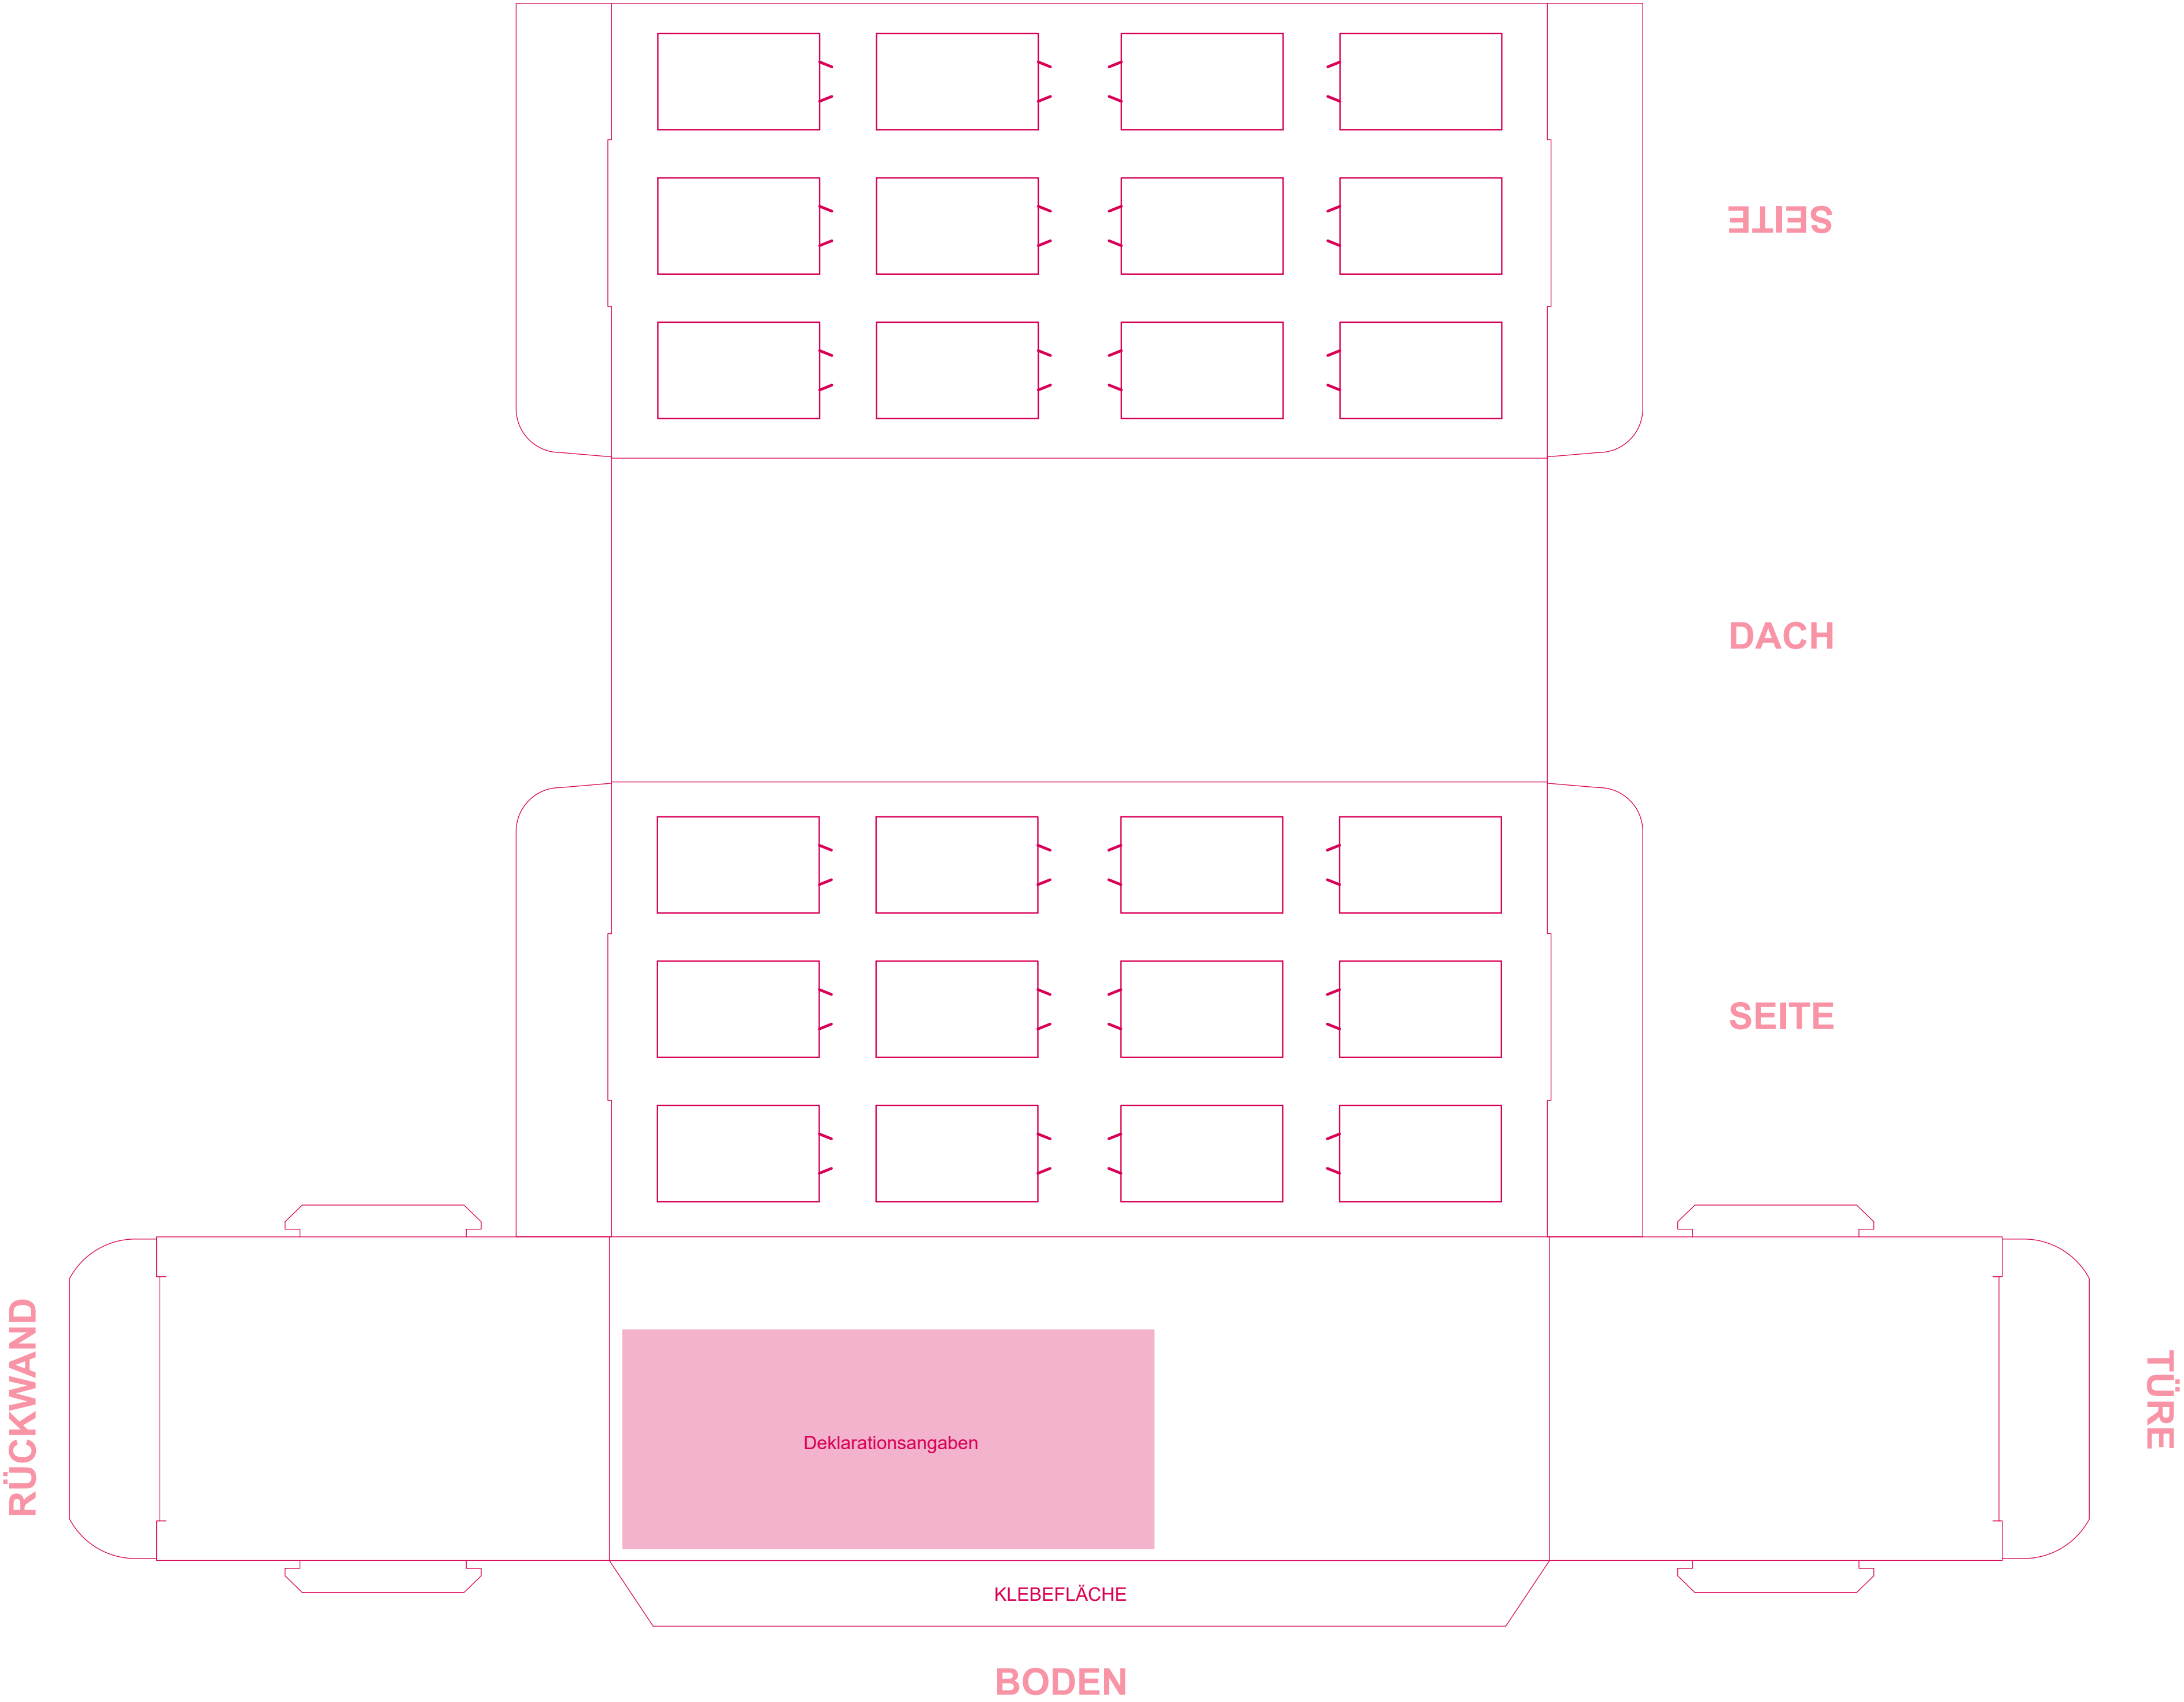 SEITE
DACH
SEITE
RÜCKWAND
TÜRE
Deklarationsangaben
KLEBEFLÄCHE
BODEN